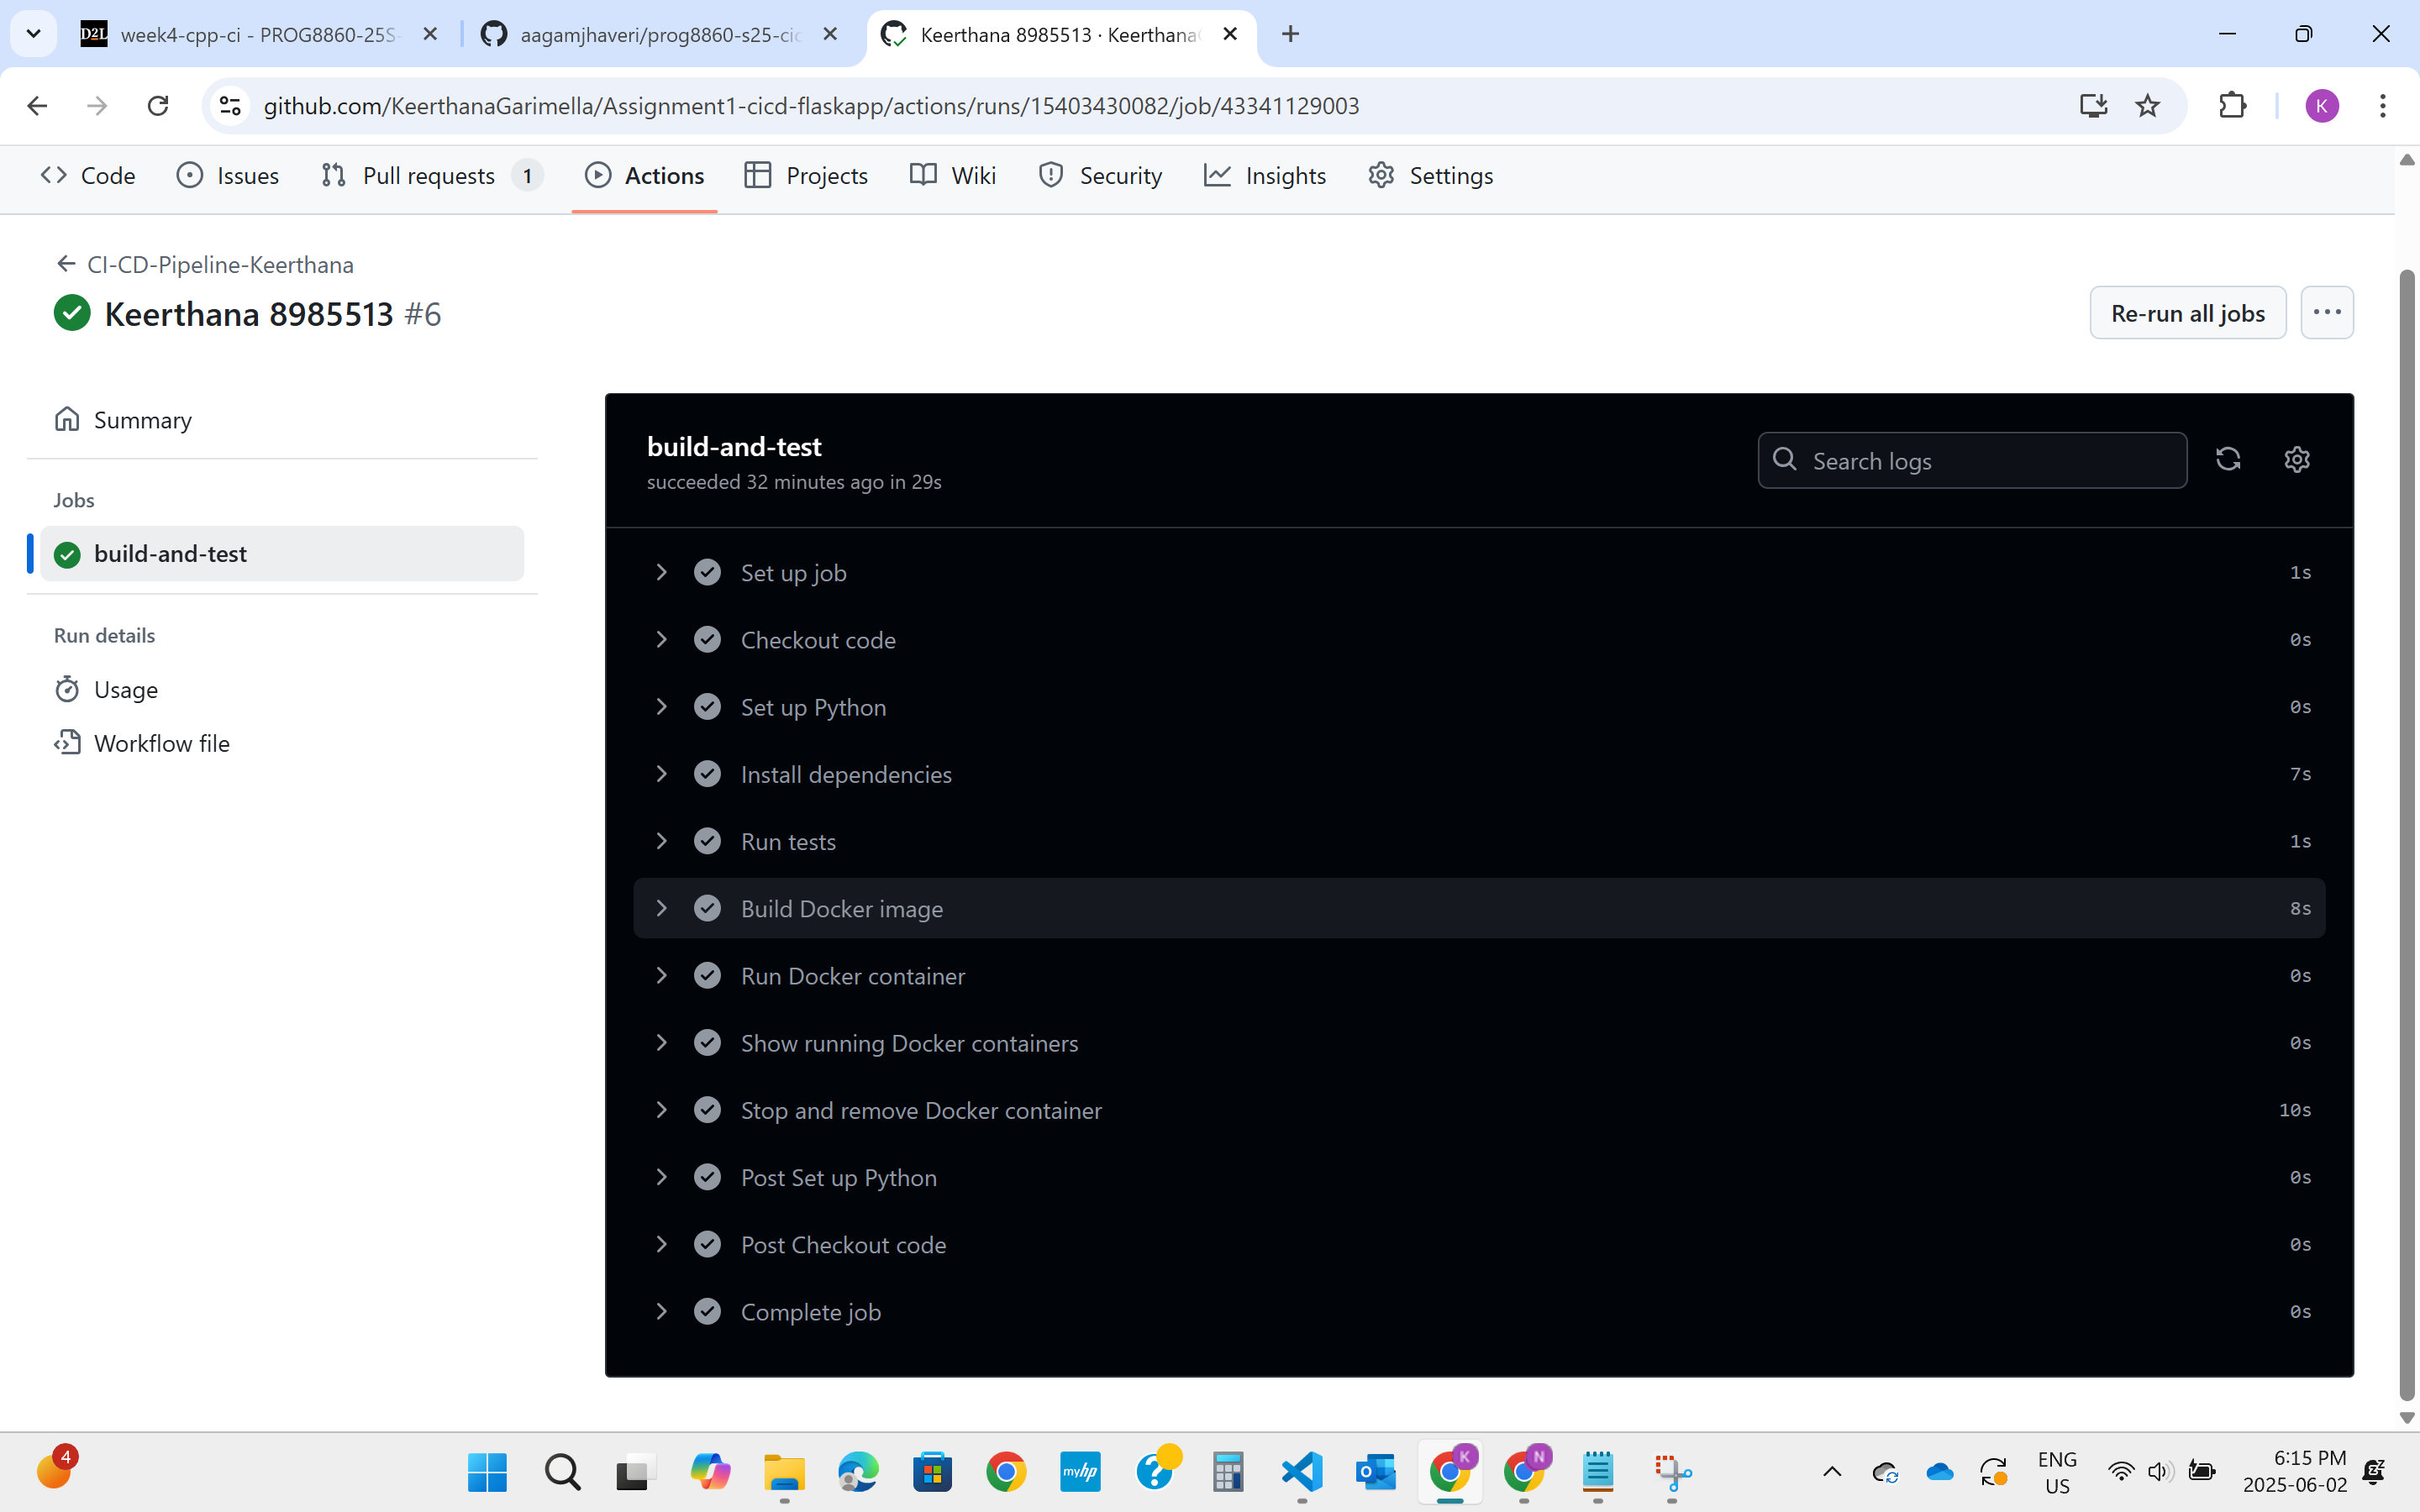 D2L week4-cpp-ci - PROG8860-25S-
aagamjhaveri/prog8860-s25-cic
Keerthana 8985513 · Keerthana
github.com/KeerthanaGarimella/Assignment1-cicd-flaskapp/actions/runs/15403430082/job/43341129003
K
Code
Issues
Pull requests 1
Actions
Projects
Wiki
Security
Insights
Settings
CI-CD-Pipeline-Keerthana
Keerthana 8985513 #6
Re-run all jobs
Summary
Jobs
build-and-test
Run details
Usage
Workflow file
build-and-test
succeeded 32 minutes ago in 29s
Search logs
Set up job 1s
Checkout code 0s
Set up Python 0s
Install dependencies 7s
Run tests 1s
Build Docker image 8s
Run Docker container 0s
Show running Docker containers 0s
Stop and remove Docker container 10s
Post Set up Python 0s
Post Checkout code 0s
Complete job 0s
4
myhp
K
N
ENG
US
6:15 PM
2025-06-02